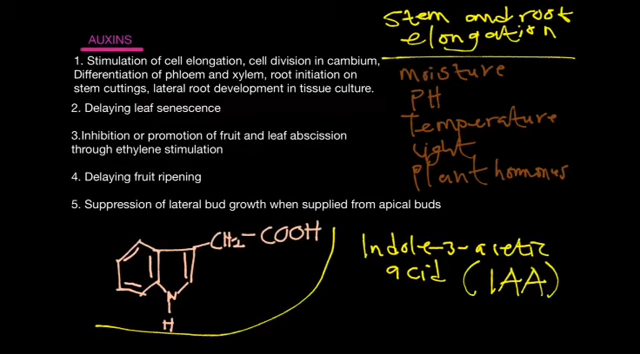 AUXINS
1. Stimulation of cell elongation, cell division in cambium,
Differentiation of phloem and xylem, root initiation on
stem cuttings, lateral root development in tissue culture.
2. Delaying leaf senescence
3.Inhibition or promotion of fruit and leaf abscission
through ethylene stimulation
4. Delaying fruit ripening
5. Suppression of lateral bud growth when supplied from apical buds
Stem and root
elongation
moisture
PH
Temperature
Light
Plant hormones
CH2-COOH
N
H
Indole-3-acetic
acid (IAA)